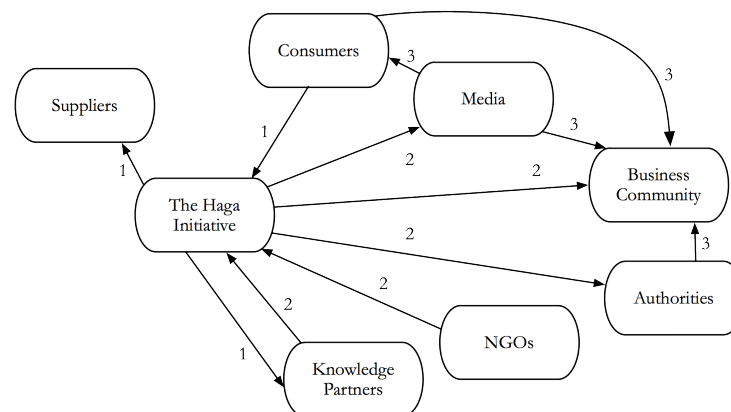 Consumers
3
3
Media
Suppliers
1
3
1
2
2
Business
Community
The Haga
Initiative
2
3
Authorities
2
2
NGOs
1
Knowledge
Partners